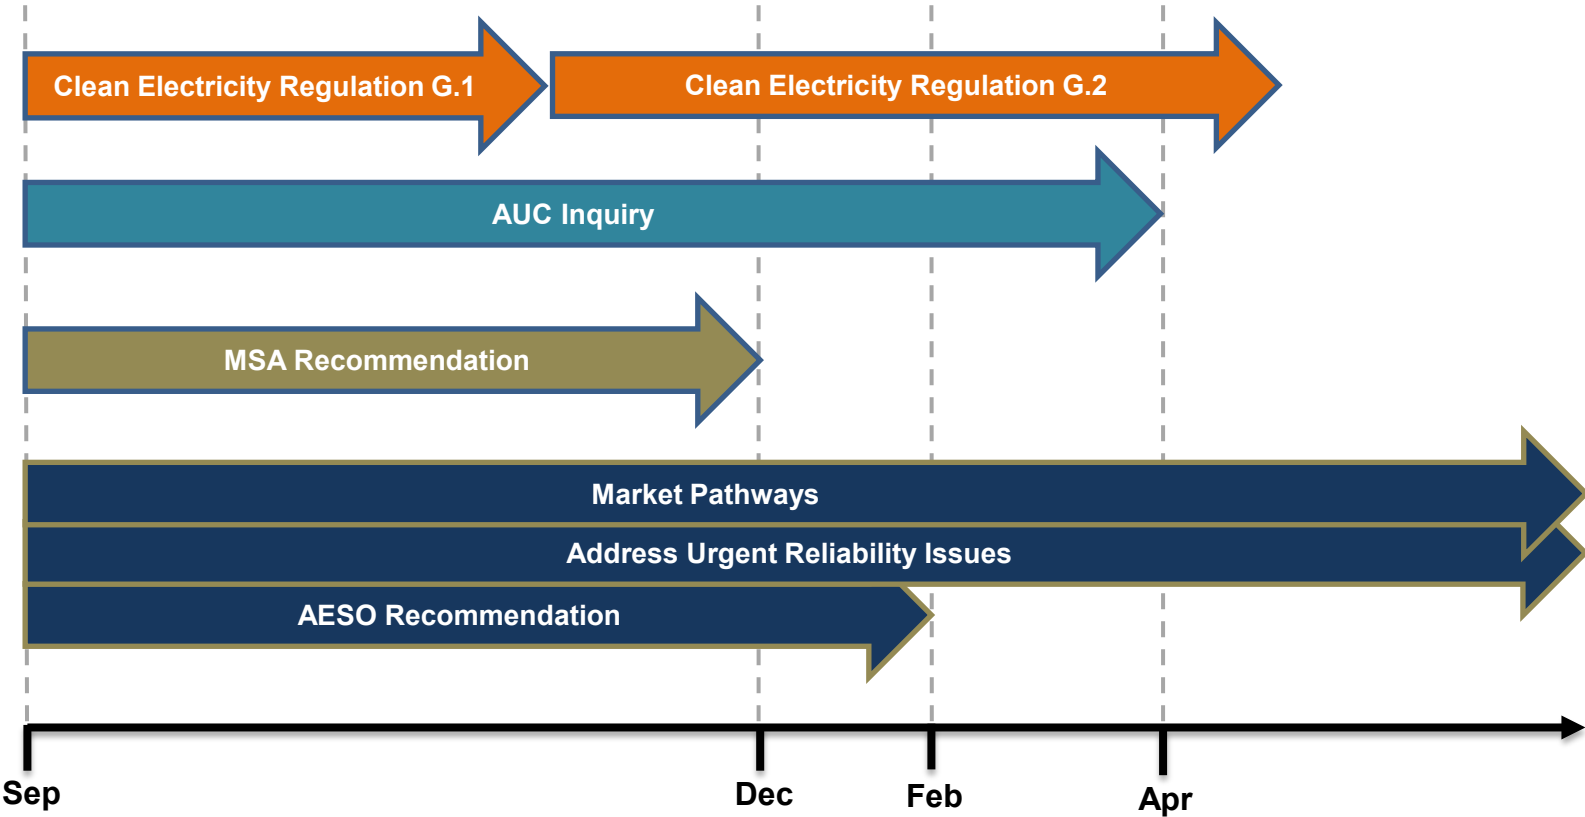 Clean Electricity Regulation G.1
Clean Electricity Regulation G.2
AUC Inquiry
MSA Recommendation
Market Pathways
Address Urgent Reliability Issues
AESO Recommendation
Sep
Dec
Feb
Apr